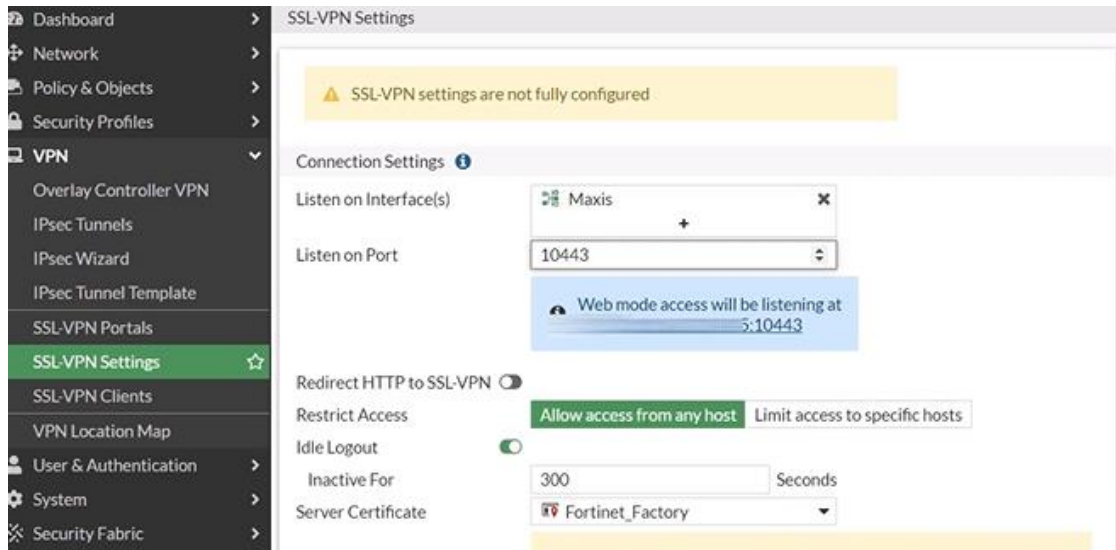 Dashboard
Network
Policy & Objects
Security Profiles
VPN
Overlay Controller VPN
IPsec Tunnels
IPsec Wizard
IPsec Tunnel Template
SSL-VPN Portals
SSL-VPN Settings
SSL-VPN Clients
VPN Location Map
User & Authentication
System
Security Fabric
SSL-VPN Settings
SSL-VPN settings are not fully configured
Connection Settings
Listen on Interface(s) Maxis
Listen on Port 10443
Web mode access will be listening at
5:10443
Redirect HTTP to SSL-VPN
Restrict Access Allow access from any host Limit access to specific hosts
Idle Logout
Inactive For 300 Seconds
Server Certificate Fortinet_Factory